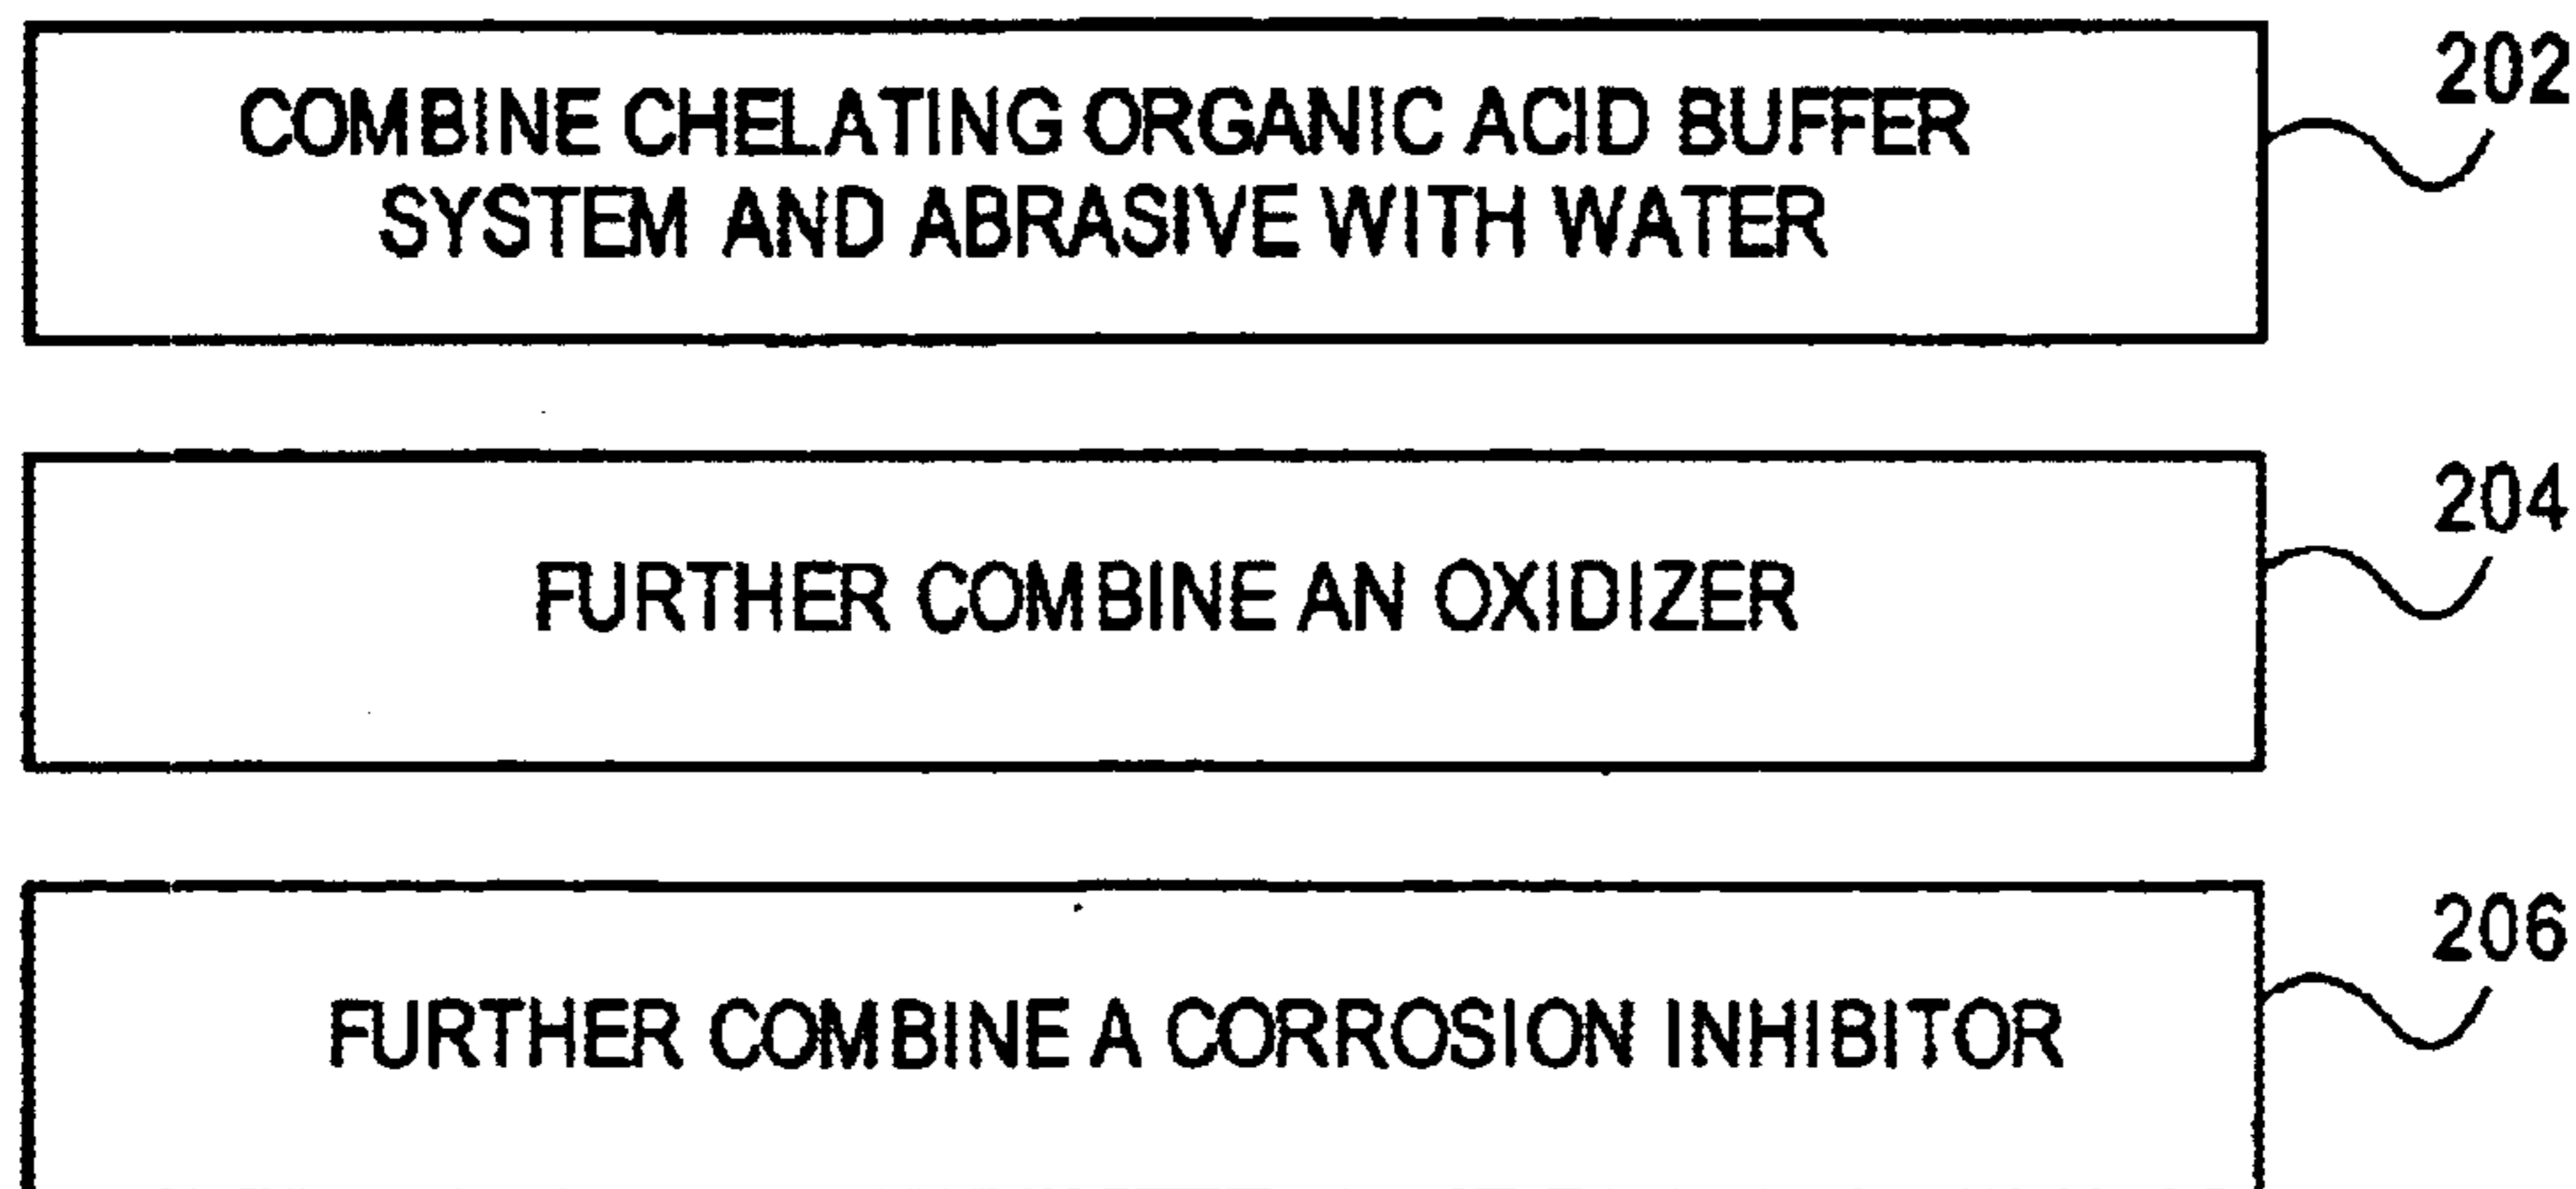 COMBINE CHELATING ORGANIC ACID BUFFER
SYSTEM AND ABRASIVE WITH WATER
202
FURTHER COMBINE AN OXIDIZER
204
FURTHER COMBINE A CORROSION INHIBITOR
206